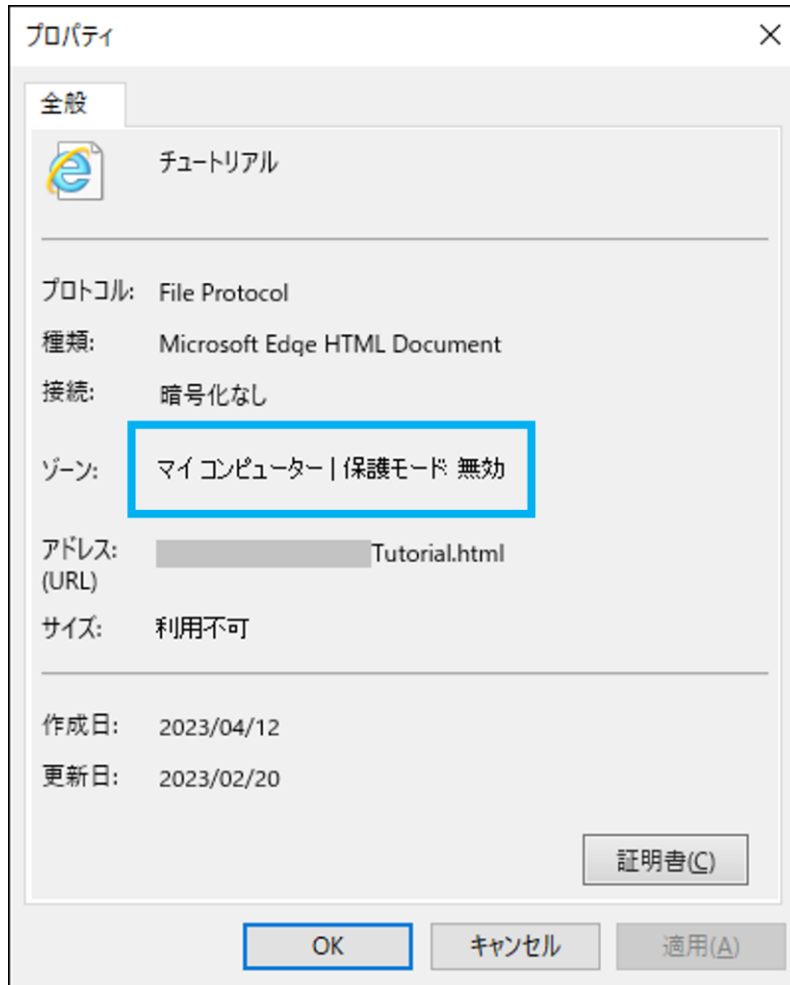 プロパティ
全般
チュートリアル
プロトコル: File Protocol
種類: Microsoft Edge HTML Document
接続: 暗号化なし
ゾーン: マイ コンピューター | 保護モード 無効
アドレス: Tutorial.html
(URL)
サイズ: 利用不可
作成日: 2023/04/12
更新日: 2023/02/20
証明書(C)
OK キャンセル 適用(A)